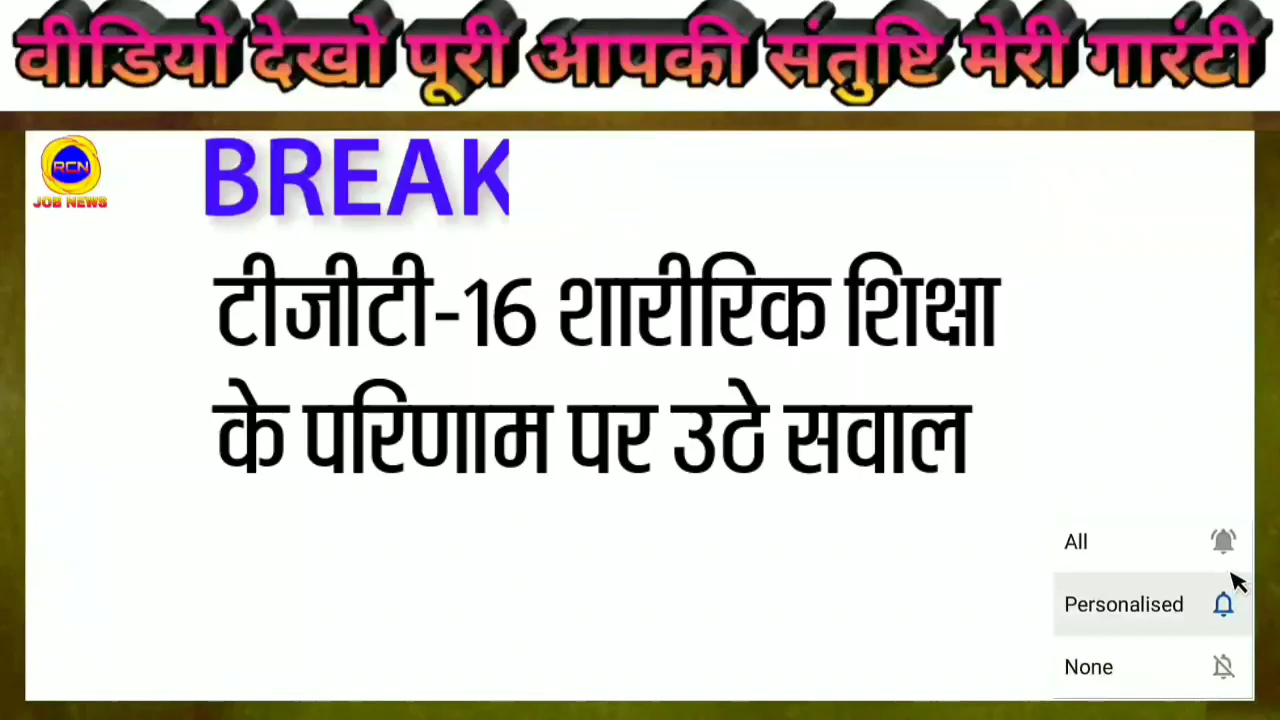 वीडियो देखो पूरी आपकी संतुष्टि मेरी गारंटी
RCN
JOB NEWS
BREAK
टीजीटी-16 शारीरिक शिक्षा
के परिणाम पर उठे सवाल
All
Personalised
None